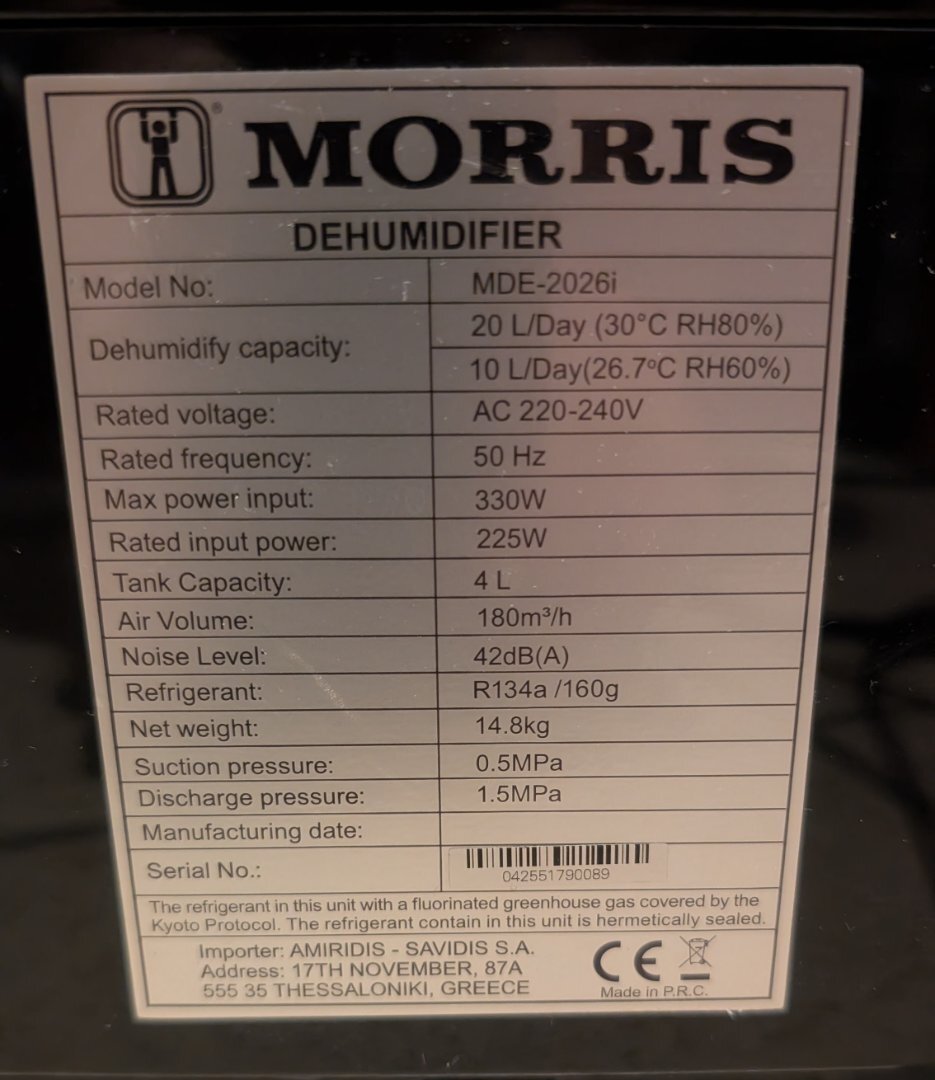 ®
MORRIS
DEHUMIDIFIER
Model No: MDE-2026i
Dehumidify capacity: 20 L/Day (30°C RH80%)
10 L/Day(26.7°C RH60%)
Rated voltage: AC 220-240V
Rated frequency: 50 Hz
Max power input: 330W
Rated input power: 225W
Tank Capacity: 4 L
Air Volume: 180m³/h
Noise Level: 42dB(A)
Refrigerant: R134a /160g
Net weight: 14.8kg
Suction pressure: 0.5MPa
Discharge pressure: 1.5MPa
Manufacturing date:
Serial No.: 042551790089
The refrigerant in this unit with a fluorinated greenhouse gas covered by the
Kyoto Protocol. The refrigerant contain in this unit is hermetically sealed.
Importer: AMIRIDIS - SAVIDIS S.A.
Address: 17TH NOVEMBER, 87A
555 35 THESSALONIKI, GREECE
CE
Made in P.R.C.